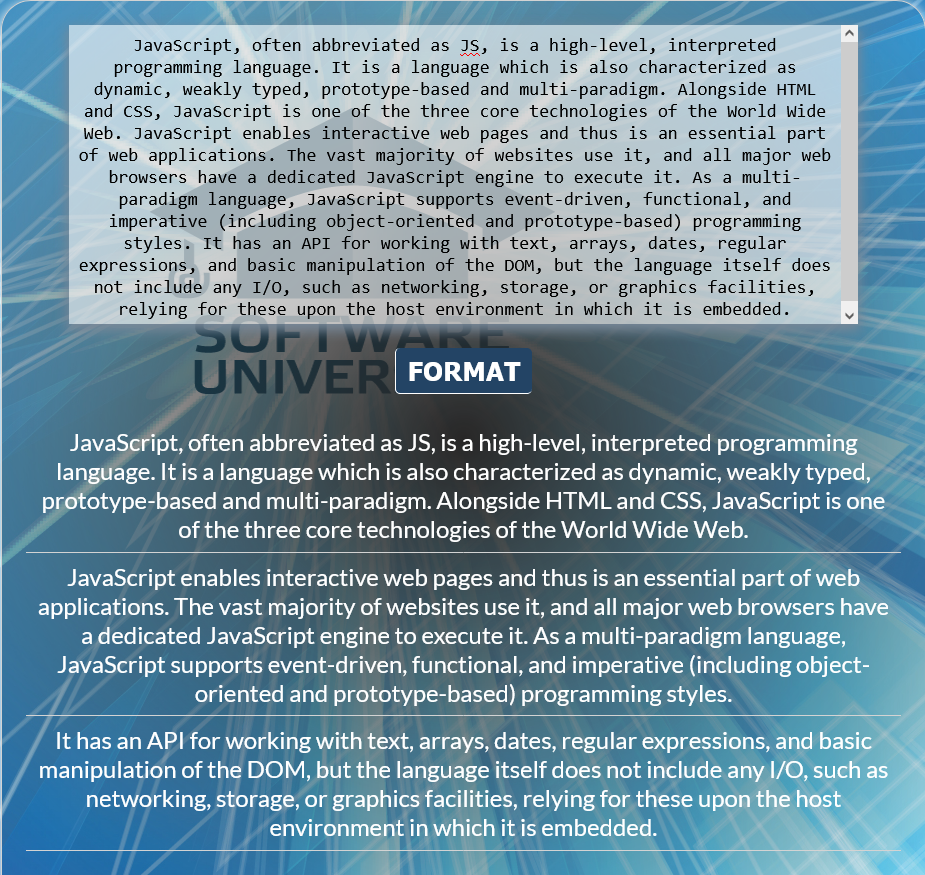 JavaScript, often abbreviated as JS, is a high-level, interpreted
programming language. It is a language which is also characterized as
dynamic, weakly typed, prototype-based and multi-paradigm. Alongside HTML
and CSS, JavaScript is one of the three core technologies of the World Wide
Web. JavaScript enables interactive web pages and thus is an essential part
of web applications. The vast majority of websites use it, and all major web
browsers have a dedicated JavaScript engine to execute it. As a multi-
paradigm language, JavaScript supports event-driven, functional, and
imperative (including object-oriented and prototype-based) programming
styles. It has an API for working with text, arrays, dates, regular
expressions, and basic manipulation of the DOM, but the language itself does
not include any I/O, such as networking, storage, or graphics facilities,
relying for these upon the host environment in which it is embedded.
SOFTWARE
UNIVER
FORMAT
JavaScript, often abbreviated as JS, is a high-level, interpreted programming
language. It is a language which is also characterized as dynamic, weakly typed,
prototype-based and multi-paradigm. Alongside HTML and CSS, JavaScript is one
of the three core technologies of the World Wide Web.
JavaScript enables interactive web pages and thus is an essential part of web
applications. The vast majority of websites use it, and all major web browsers have
a dedicated JavaScript engine to execute it. As a multi-paradigm language,
JavaScript supports event-driven, functional, and imperative (including object-
oriented and prototype-based) programming styles.
It has an API for working with text, arrays, dates, regular expressions, and basic
manipulation of the DOM, but the language itself does not include any I/O, such as
networking, storage, or graphics facilities, relying for these upon the host
environment in which it is embedded.